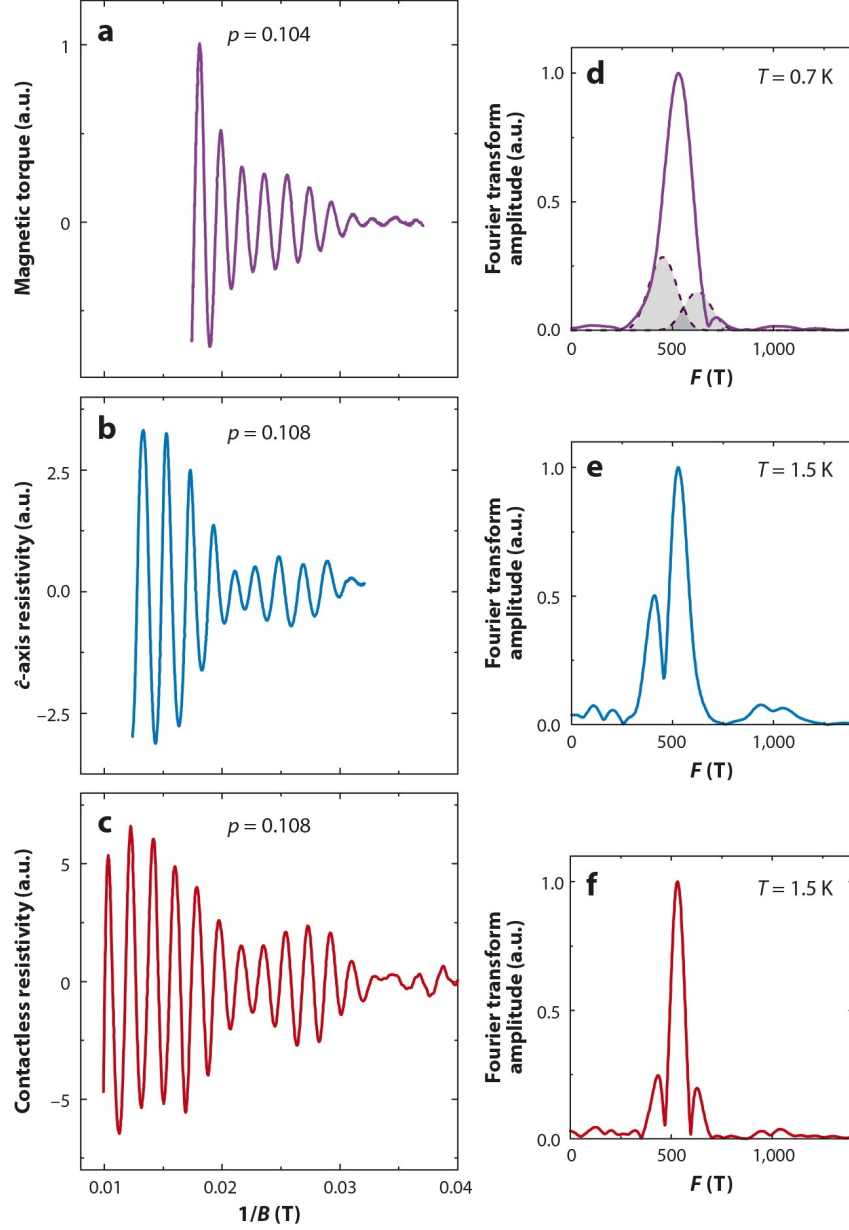 a
p = 0.104
Magnetic torque (a.u.)
1
0
b
p = 0.108
ĉ-axis resistivity (a.u.)
2.5
0.0
−2.5
c
p = 0.108
Contactless resistivity (a.u.)
5
0
−5
0.01 0.02 0.03 0.04
1/B (T)
d
T = 0.7 K
Fourier transform
amplitude (a.u.)
1.0
0.5
0.0
0 500 1,000
F (T)
e
T = 1.5 K
Fourier transform
amplitude (a.u.)
1.0
0.5
0.0
0 500 1,000
F (T)
f
T = 1.5 K
Fourier transform
amplitude (a.u.)
1.0
0.5
0.0
0 500 1,000
F (T)